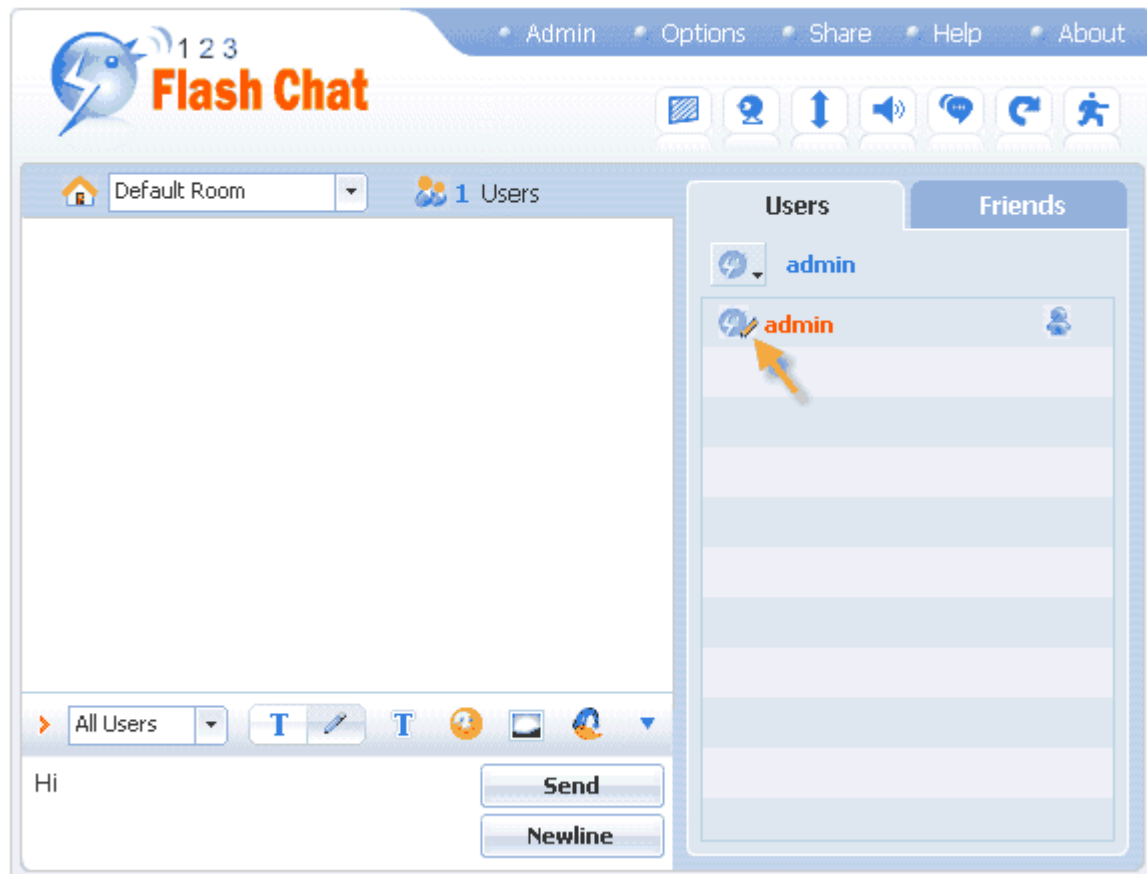 Admin Options Share Help About
1 2 3
Flash Chat
Default Room 1 Users
Users Friends
admin
admin
All Users T T
Hi
Send
Newline